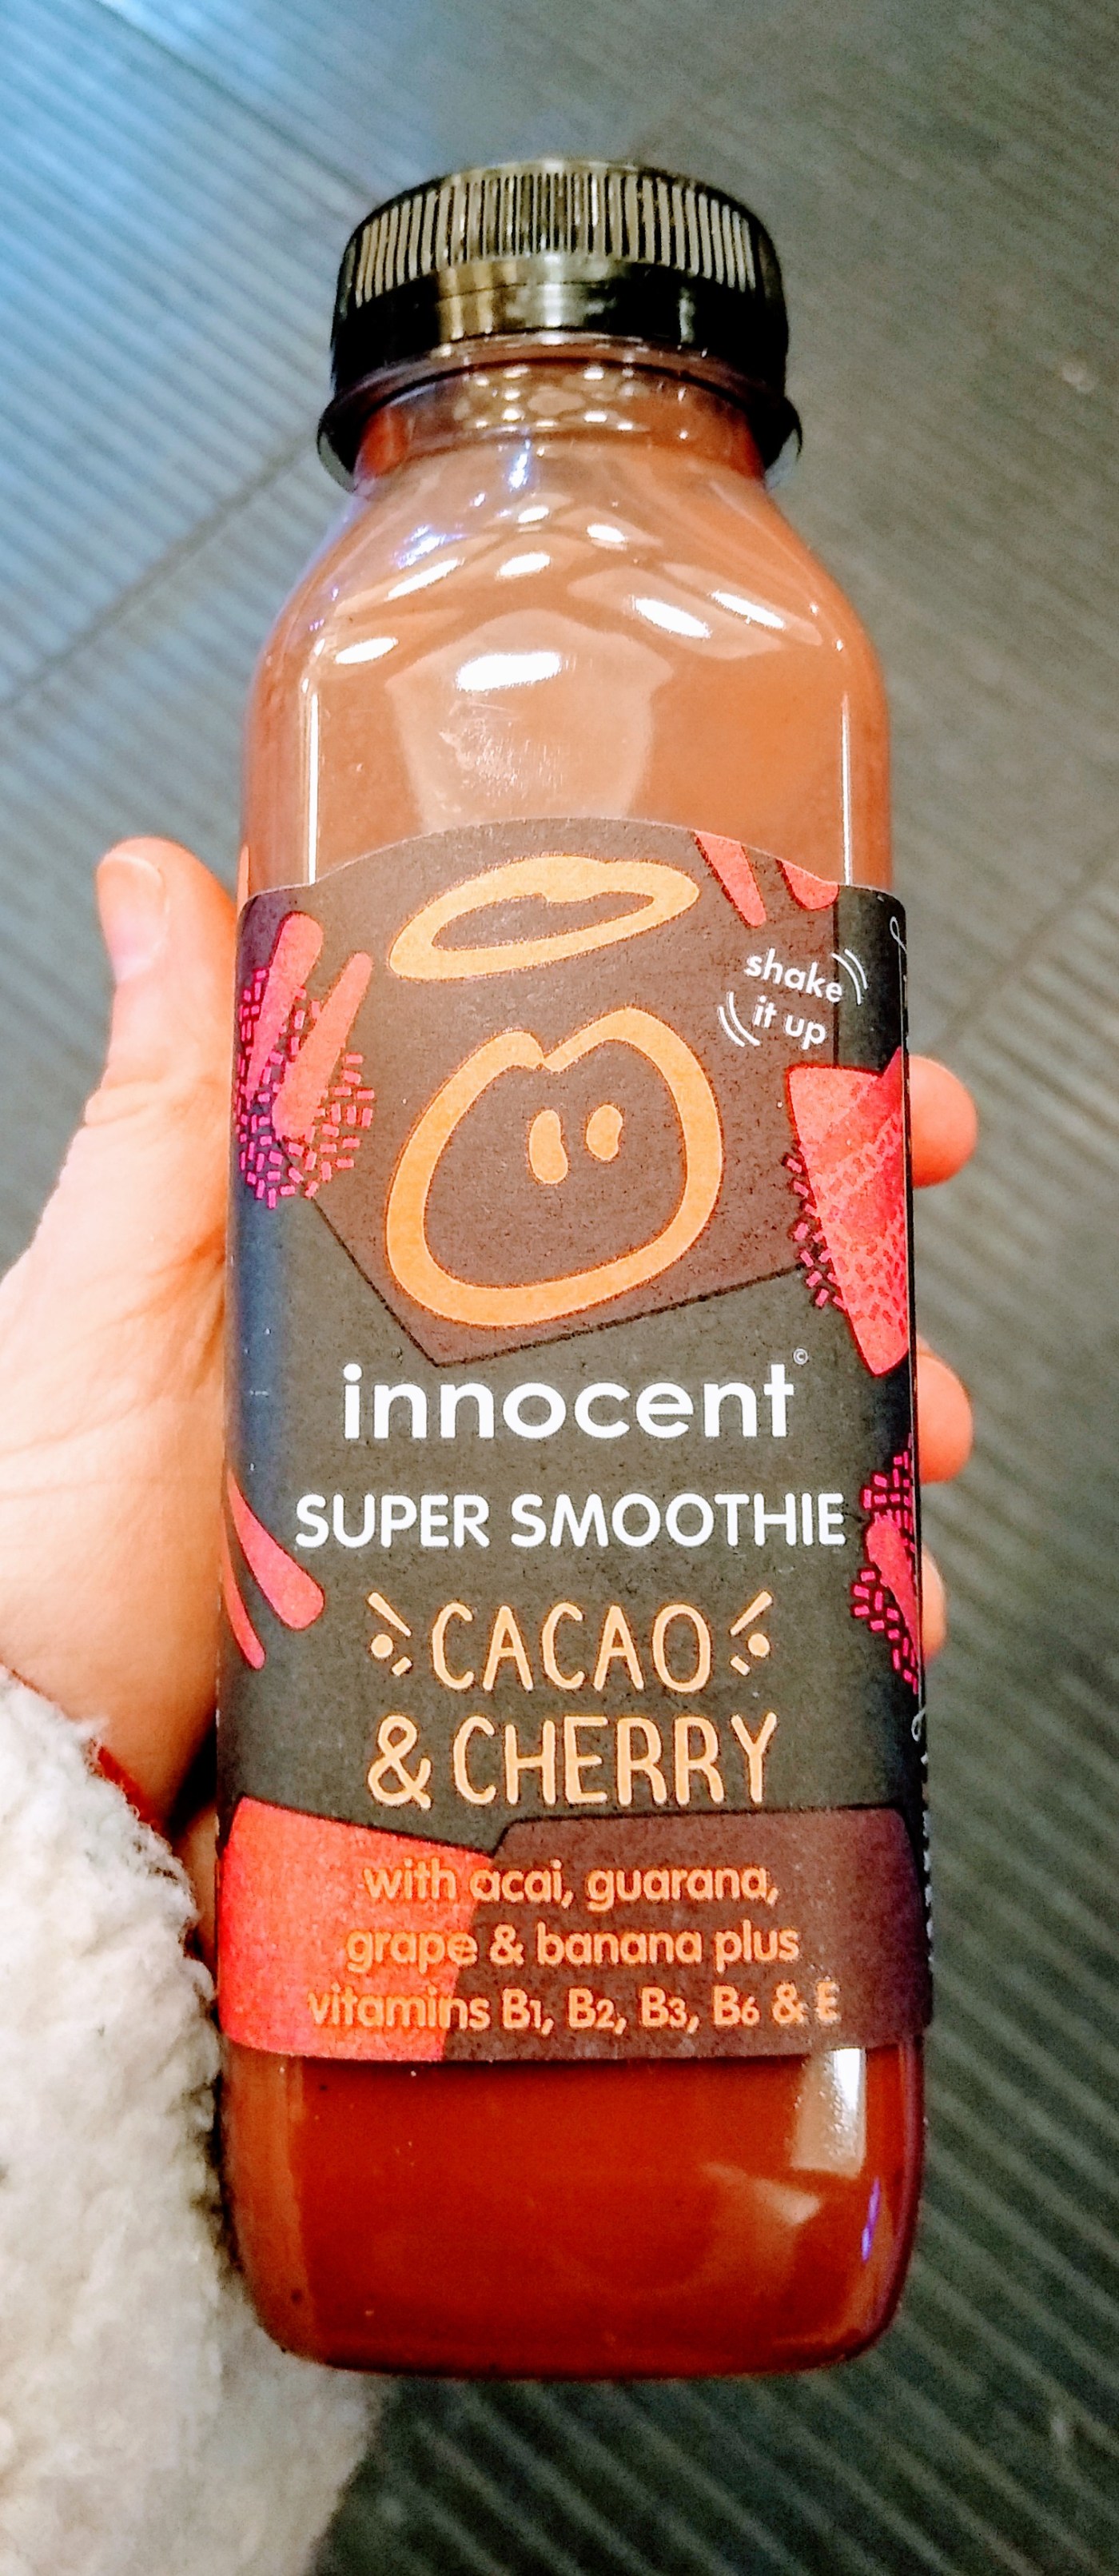 shake
it up
innocent©
SUPER SMOOTHIE
CACAO
& CHERRY
with acai, guarana,
grape & banana plus
vitamins B1, B2, B3, B6 & E